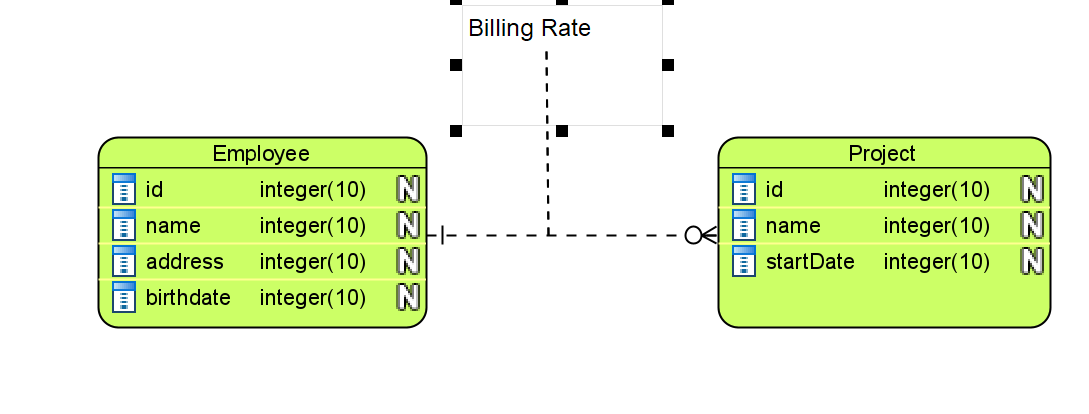 Billing Rate
Employee
id integer(10) N
name integer(10) N
address integer(10) N
birthdate integer(10) N
Project
id integer(10) N
name integer(10) N
startDate integer(10) N